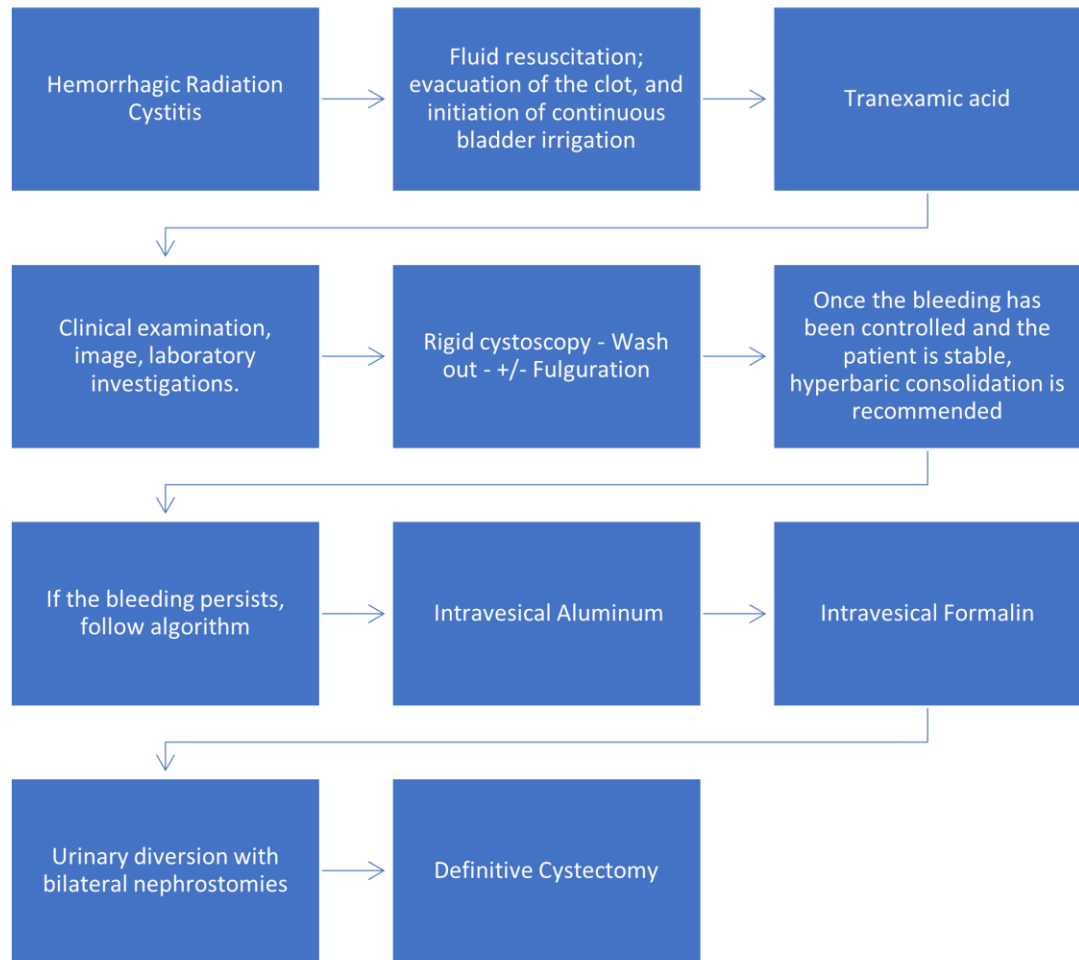 Hemorrhagic Radiation
Cystitis
Fluid resuscitation;
evacuation of the clot, and
initiation of continuous
bladder irrigation
Tranexamic acid
Clinical examination,
image, laboratory
investigations.
Rigid cystoscopy - Wash
out - +/- Fulguration
Once the bleeding has
been controlled and the
patient is stable,
hyperbaric consolidation is
recommended
If the bleeding persists,
follow algorithm
Intravesical Aluminum
Intravesical Formalin
Urinary diversion with
bilateral nephrostomies
Definitive Cystectomy